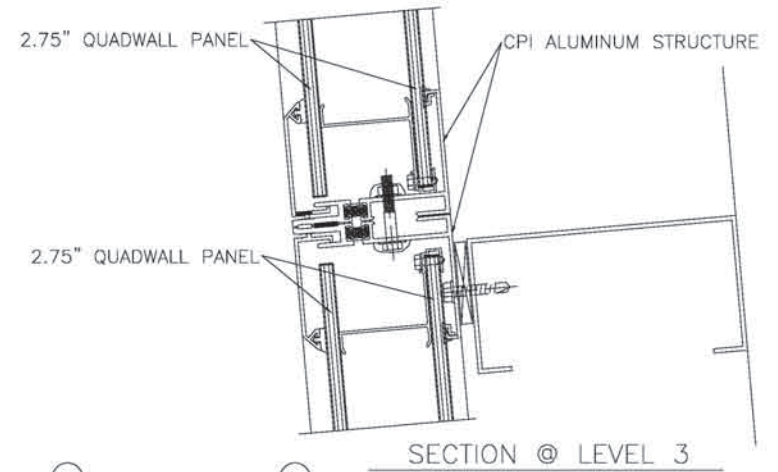 2.75" QUADWALL PANEL
CPI ALUMINUM STRUCTURE
2.75" QUADWALL PANEL
SECTION @ LEVEL 3